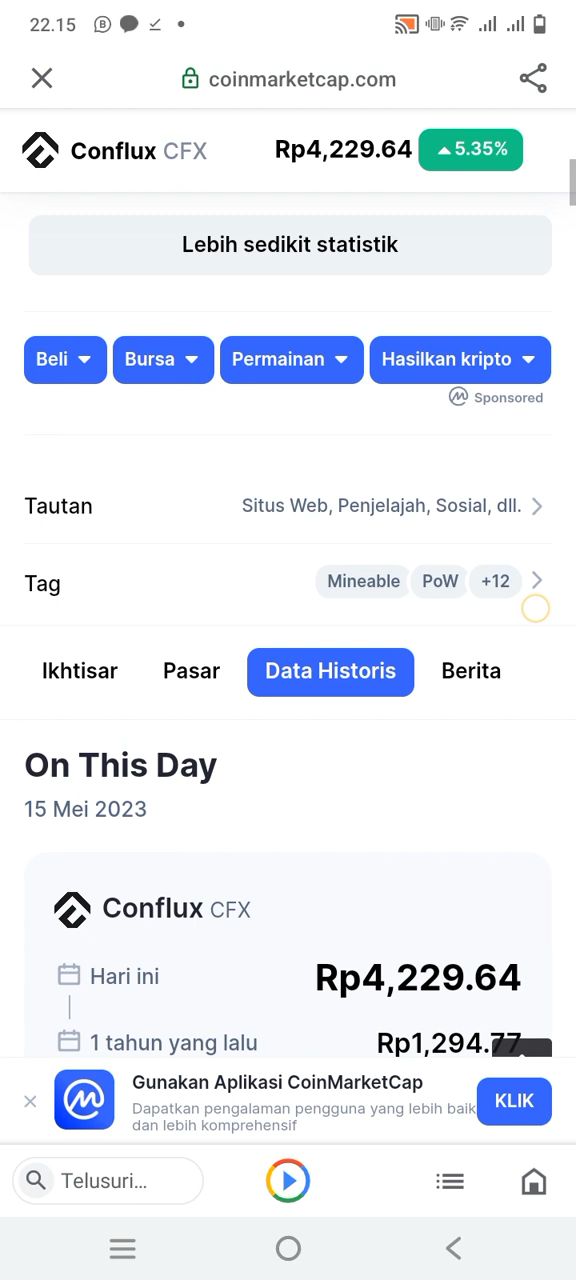 22.15
coinmarketcap.com
Conflux CFX Rp4,229.64 5.35%
Lebih sedikit statistik
Beli Bursa Permainan Hasilkan kripto
Sponsored
Tautan Situs Web, Penjelajah, Sosial, dll.
Tag Mineable PoW +12
Ikhtisar Pasar Data Historis Berita
On This Day
15 Mei 2023
Conflux CFX
Hari ini Rp4,229.64
1 tahun yang lalu Rp1,294.77
Gunakan Aplikasi CoinMarketCap
Dapatkan pengalaman pengguna yang lebih baik
dan lebih komprehensif
KLIK
Telusuri...